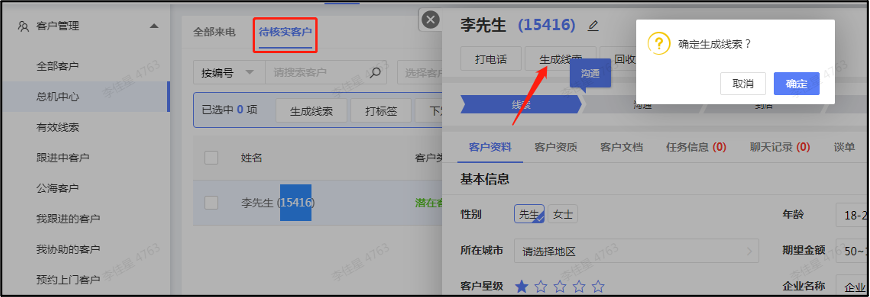 客户管理
全部客户
总机中心
有效线索
跟进中客户
公海客户
我跟进的客户
我协助的客户
预约上门客户
全部来电
待核实客户
按编号
请搜索客户
选择客户
已选中 0 项
生成线索
打标签
姓名
李先生 (15416)
潜在客
李先生 (15416)
打电话
生成线索
回收
沟通
线索
沟通
到店
客户资料
客户资质
客户文档
任务信息 (0)
聊天记录 (0)
谈单
基本信息
性别
先生
女士
年龄
18-2
所在城市
请选择地区
期望金额
50~
客户星级
企业名称
企业
确定生成线索？
取消
确定
李佳星 4763